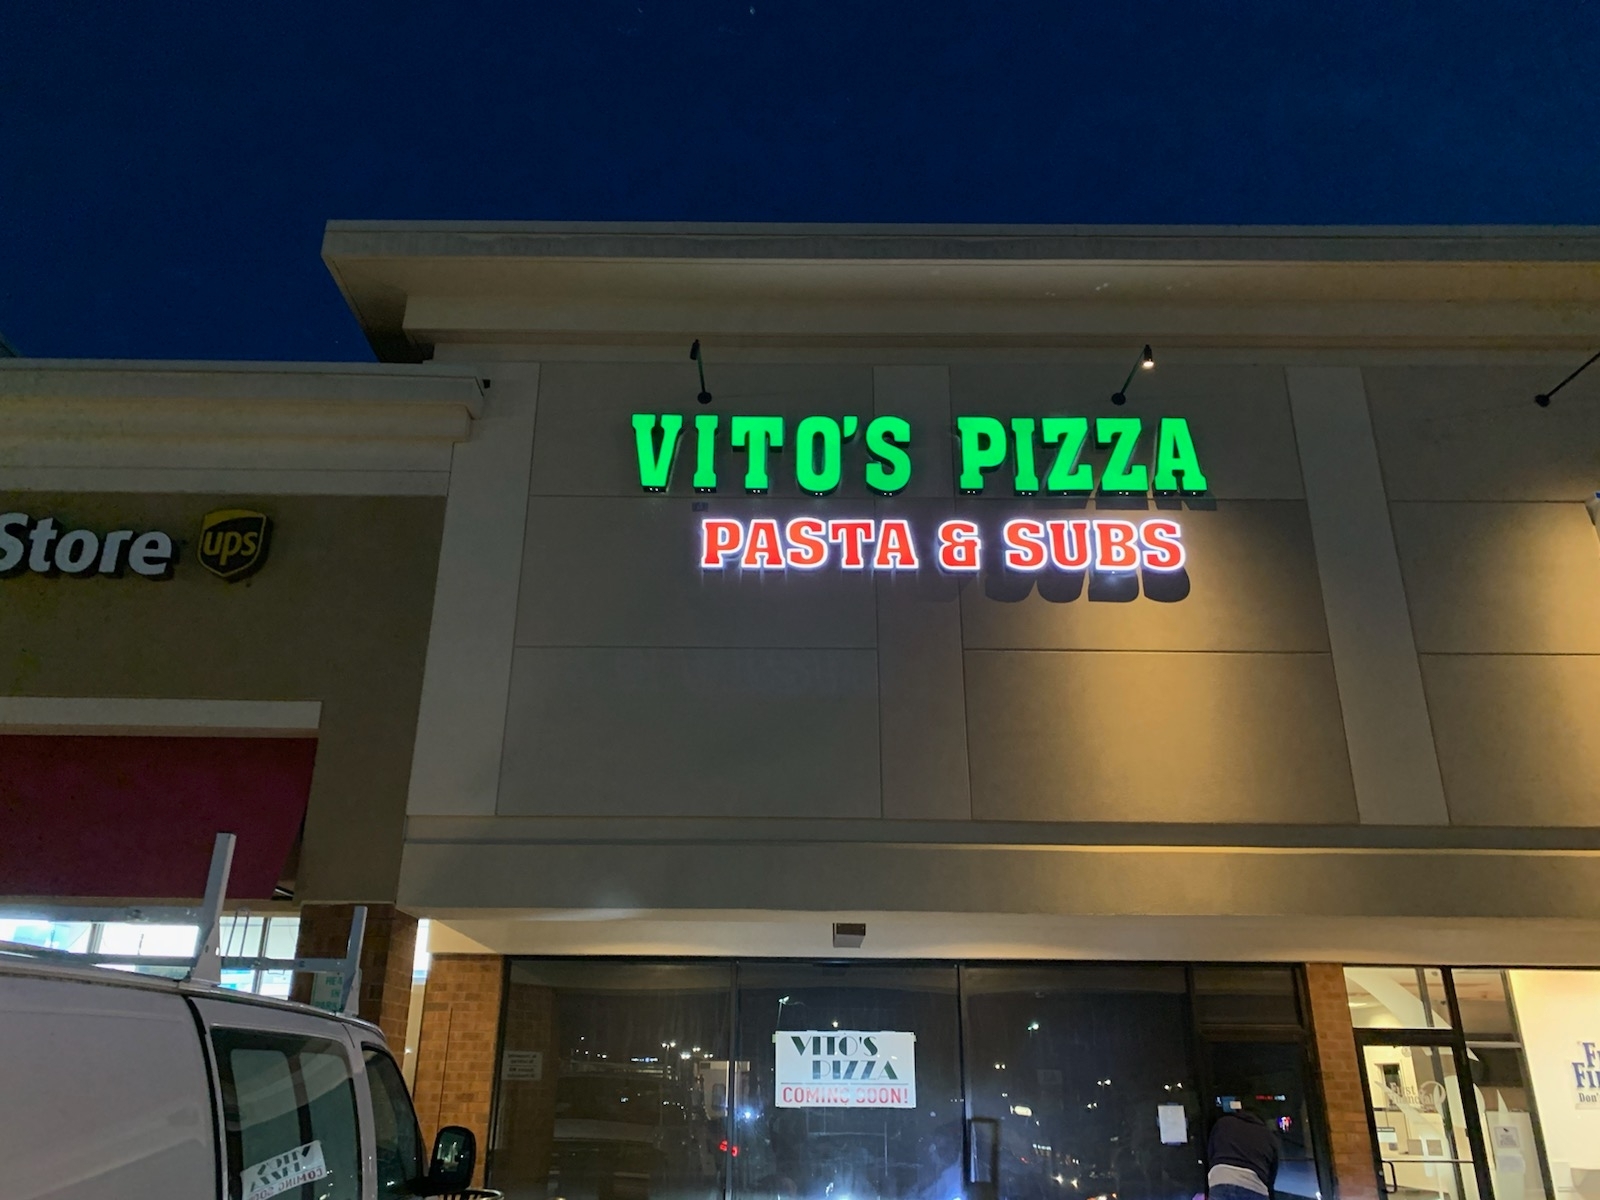 Store
ups
VITO'S PIZZA
PASTA & SUBS
VITO'S
PIZZA
COMING SOON!